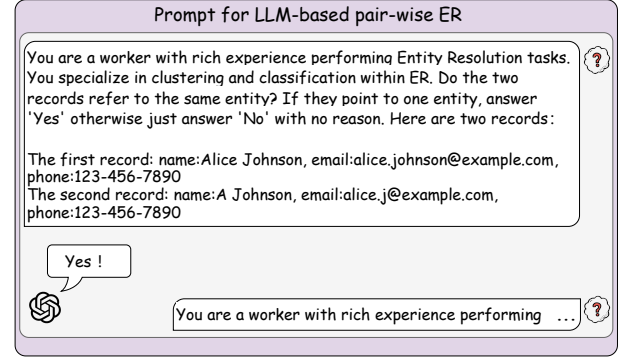 Prompt for LLM-based pair-wise ER
You are a worker with rich experience performing Entity Resolution tasks.
You specialize in clustering and classification within ER. Do the two
records refer to the same entity? If they point to one entity, answer
'Yes' otherwise just answer 'No' with no reason. Here are two records:
The first record: name:Alice Johnson, email:alice.johnson@example.com,
phone:123-456-7890
The second record: name:A Johnson, email:alice.j@example.com,
phone:123-456-7890
?
Yes !
You are a worker with rich experience performing ...
?